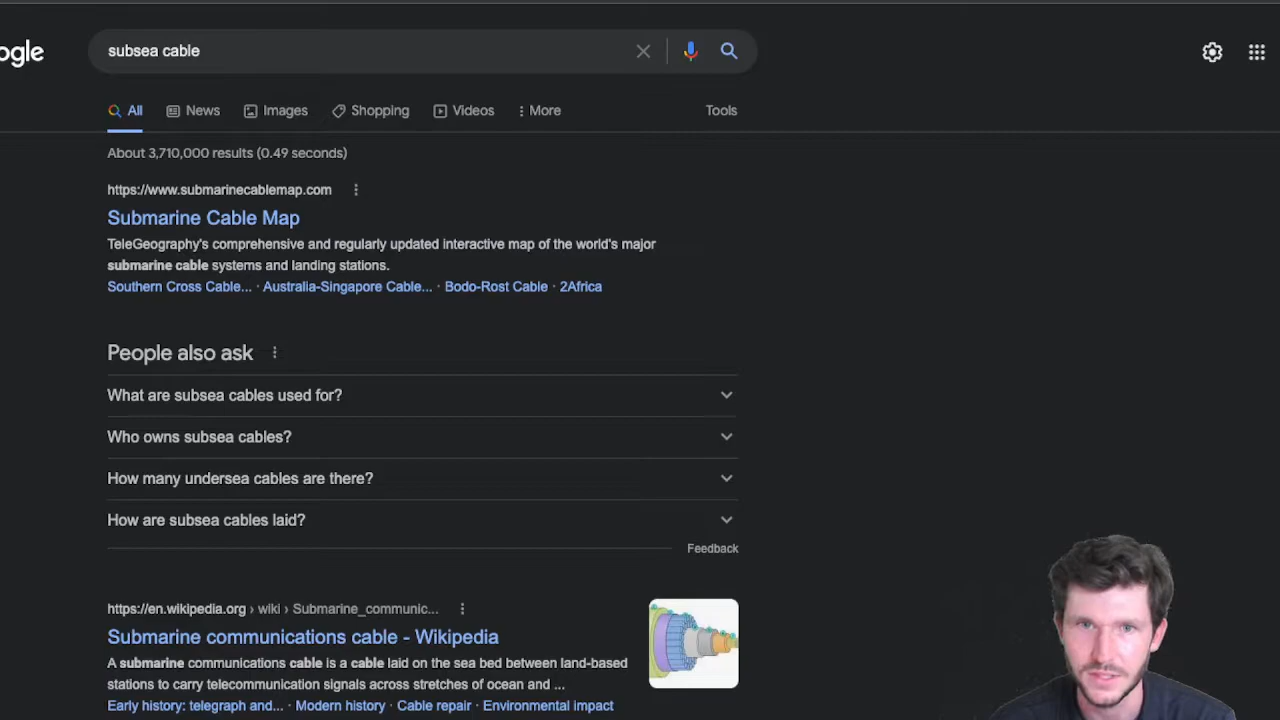 ogle
subsea cable
All News Images Shopping Videos More Tools
About 3,710,000 results (0.49 seconds)
https://www.submarinecablemap.com
Submarine Cable Map
TeleGeography's comprehensive and regularly updated interactive map of the world's major
submarine cable systems and landing stations.
Southern Cross Cable... · Australia-Singapore Cable... · Bodo-Rost Cable · 2Africa
People also ask
What are subsea cables used for?
Who owns subsea cables?
How many undersea cables are there?
How are subsea cables laid?
Feedback
https://en.wikipedia.org › wiki › Submarine_communic...
Submarine communications cable - Wikipedia
A submarine communications cable is a cable laid on the sea bed between land-based
stations to carry telecommunication signals across stretches of ocean and ...
Early history: telegraph and... · Modern history · Cable repair · Environmental impact